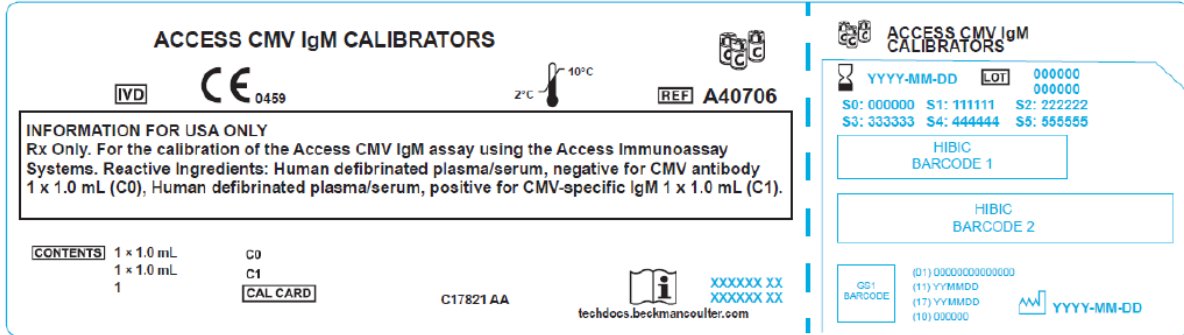 ACCESS CMV IgM CALIBRATORS
C C C
IVD
CE 0459
2°C 10°C
REF A40706
INFORMATION FOR USA ONLY
Rx Only. For the calibration of the Access CMV IgM assay using the Access Immunoassay
Systems. Reactive Ingredients: Human defibrinated plasma/serum, negative for CMV antibody
1 x 1.0 mL (C0), Human defibrinated plasma/serum, positive for CMV-specific IgM 1 x 1.0 mL (C1).
CONTENTS 1 × 1.0 mL C0
1 × 1.0 mL C1
1 CAL CARD
C17821 AA
i
XXXXXX XX
XXXXXX XX
techdocs.beckmancoulter.com
C C C
ACCESS CMV IgM
CALIBRATORS
YYYY-MM-DD LOT 000000
000000
S0: 000000 S1: 111111 S2: 222222
S3: 333333 S4: 444444 S5: 555555
HIBIC
BARCODE 1
HIBIC
BARCODE 2
GS1
BARCODE
(01) 00000000000000
(11) YYMMDD
(17) YYMMDD
(10) 000000
YYYY-MM-DD